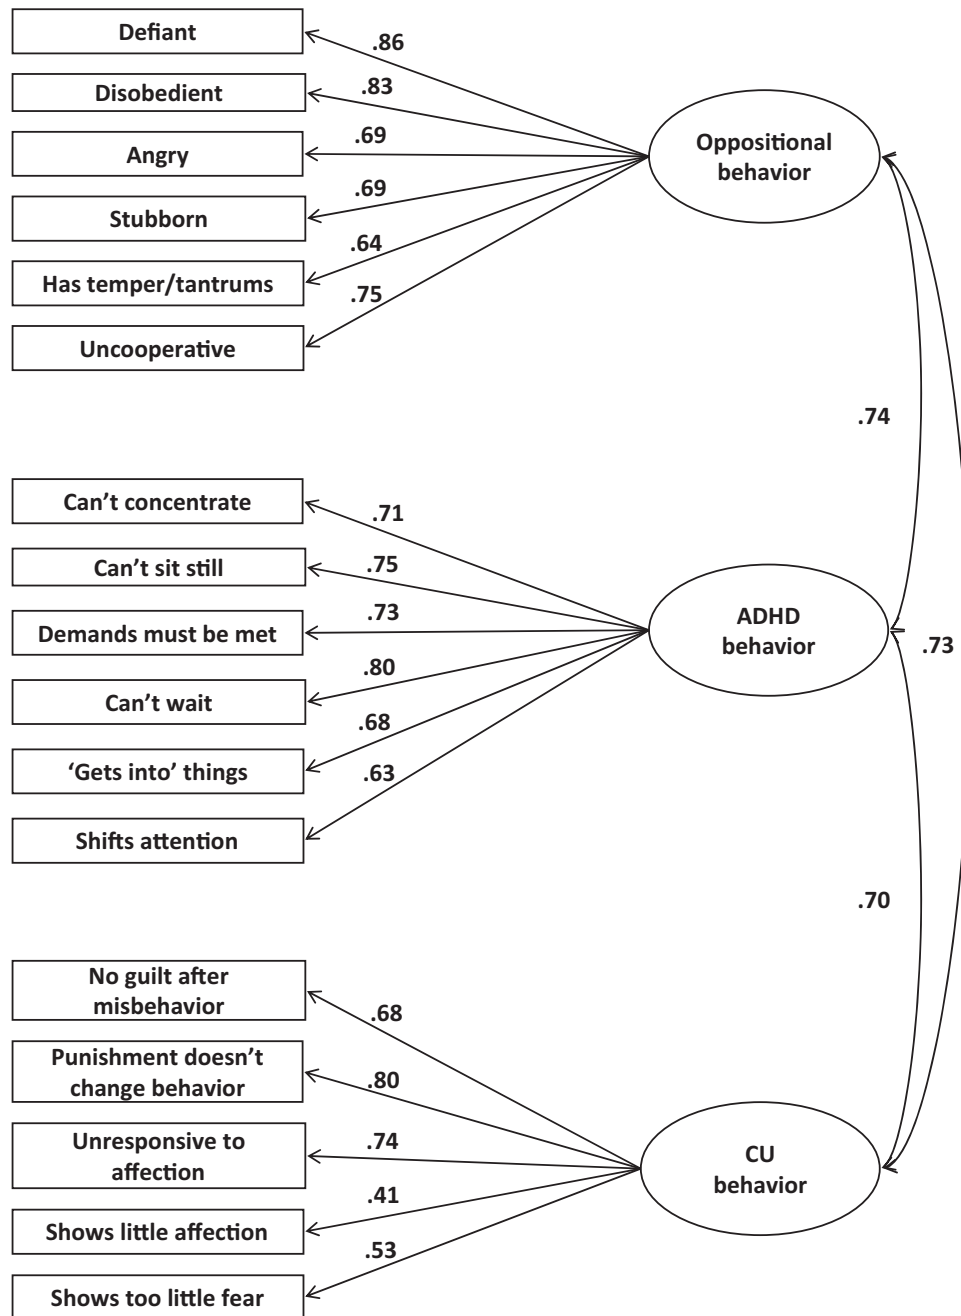 Defiant
.86
Disobedient
.83
Angry
.69
Stubborn
.69
Has temper/tantrums
.64
Uncooperative
.75
Oppositional
behavior
.74
Can’t concentrate
.71
Can’t sit still
.75
Demands must be met
.73
Can’t wait
.80
‘Gets into’ things
.68
Shifts attention
.63
ADHD
behavior
.73
.70
No guilt after
misbehavior
.68
Punishment doesn’t
change behavior
.80
Unresponsive to
affection
.74
Shows little affection
.41
Shows too little fear
.53
CU
behavior